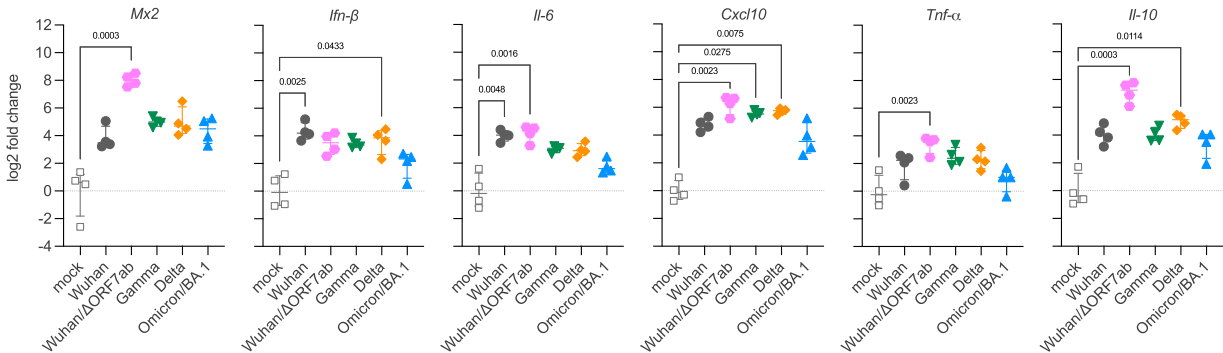 Mx2
Ifn-β
Il-6
Cxcl10
Tnf-α
Il-10
log2 fold change
12
10
8
6
4
2
0
-2
-4
0.0003
0.0025
0.0433
0.0048
0.0016
0.0023
0.0275
0.0075
0.0023
0.0003
0.0114
mock
Wuhan
Wuhan/ΔORF7ab
Gamma
Delta
Omicron/BA.1
mock
Wuhan
Wuhan/ΔORF7ab
Gamma
Delta
Omicron/BA.1
mock
Wuhan
Wuhan/ΔORF7ab
Gamma
Delta
Omicron/BA.1
mock
Wuhan
Wuhan/ΔORF7ab
Gamma
Delta
Omicron/BA.1
mock
Wuhan
Wuhan/ΔORF7ab
Gamma
Delta
Omicron/BA.1
mock
Wuhan
Wuhan/ΔORF7ab
Gamma
Delta
Omicron/BA.1